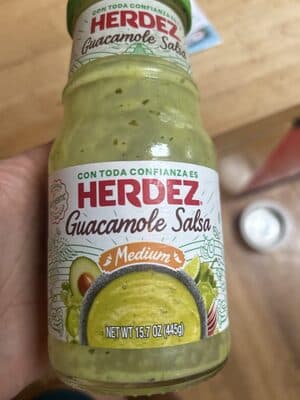 CON TODA CONFIANZA ES
HERDEZ
Guacamole Salsa
CON TODA CONFIANZA ES
HERDEZ
Guacamole Salsa
Medium
NET WT 15.7 OZ (445g)